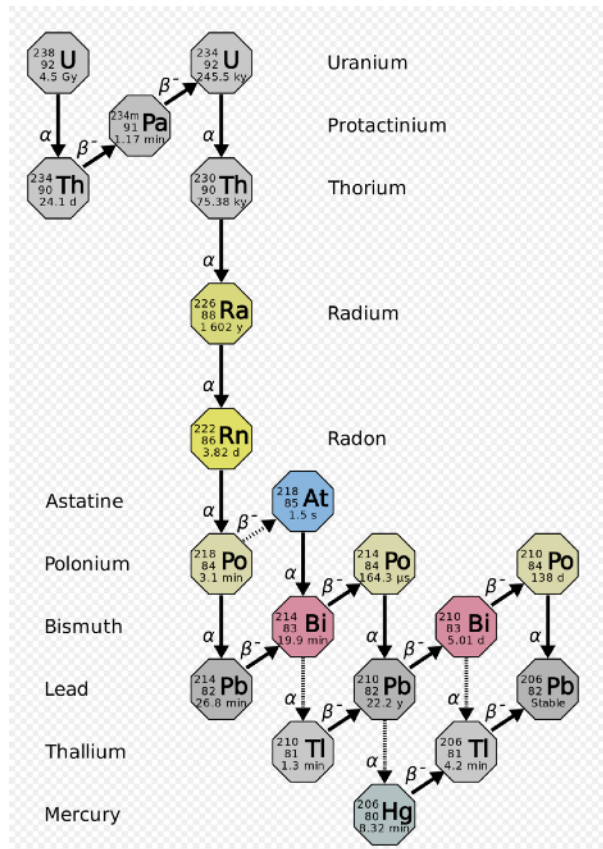 238
92 U
4.5 Gy
234
92 U
245.5 ky
Uranium
β⁻
234m
91 Pa
1.17 min
Protactinium
α
β⁻
α
234
90 Th
24.1 d
230
90 Th
75.38 ky
Thorium
α
226
88 Ra
1 602 y
Radium
α
222
86 Rn
3.82 d
Radon
Astatine
218
85 At
1.5 s
α
β⁻
Polonium
218
84 Po
3.1 min
214
84 Po
164.3 µs
210
84 Po
138 d
α
β⁻
β⁻
Bismuth
214
83 Bi
19.9 min
210
83 Bi
5.01 d
α
β⁻
α
β⁻
α
Lead
214
82 Pb
26.8 min
210
82 Pb
22.2 y
206
82 Pb
Stable
α
β⁻
α
β⁻
Thallium
210
81 Tl
1.3 min
206
81 Tl
4.2 min
α
β⁻
Mercury
206
80 Hg
8.32 min